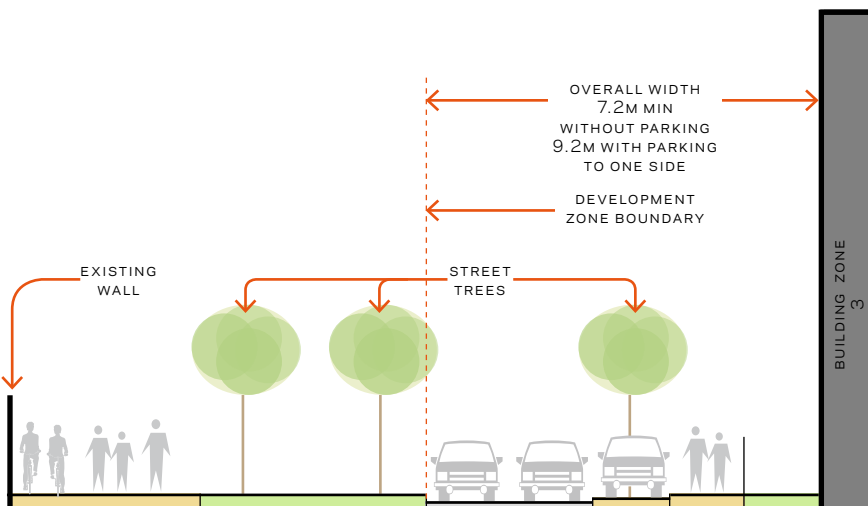 OVERALL WIDTH
7.2M MIN
WITHOUT PARKING
9.2M WITH PARKING
TO ONE SIDE
DEVELOPMENT
ZONE BOUNDARY
EXISTING
WALL
STREET
TREES
BUILDING ZONE
3